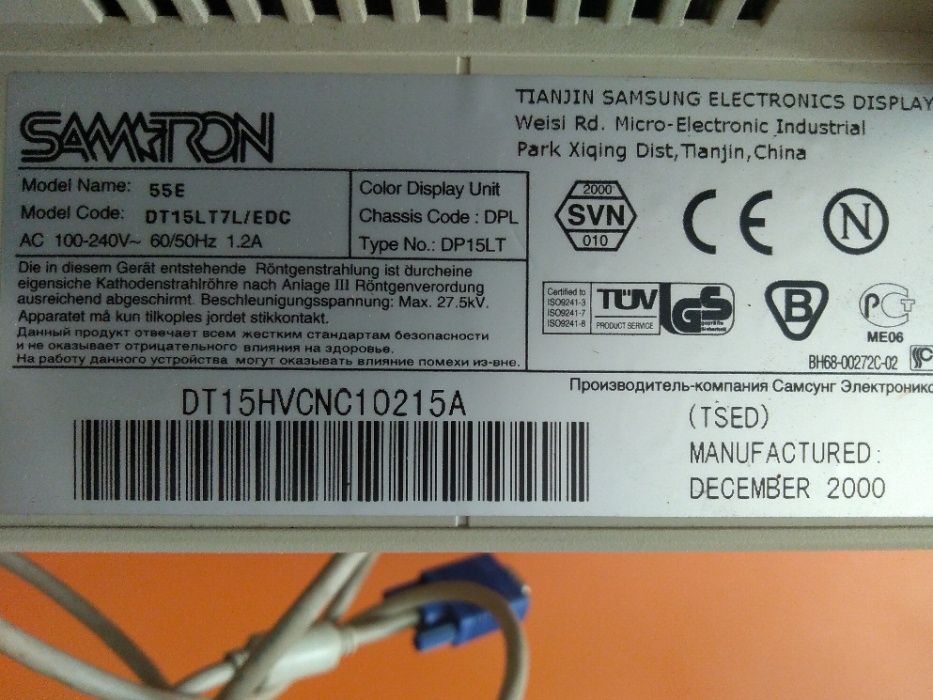 SAMTRON
TIANJIN SAMSUNG ELECTRONICS DISPLAY
Weisi Rd. Micro-Electronic Industrial
Park Xiqing Dist,Tianjin,China
Model Name: 55E
Model Code: DT15LT7L/EDC
AC 100-240V~ 60/50Hz 1.2A
Color Display Unit
Chassis Code : DPL
Type No.: DP15LT
2000
SVN
010
CE
N
Die in diesem Gerät entstehende Röntgenstrahlung ist durcheine
eigensiche Kathodenstrahlröhre nach Anlage III Röntgenverordening
ausreichend abgeschirmt. Beschleunigungsspannung: Max. 27.5kV.
Apparatet må kun tilkoples jordet stikkontakt.
Данный продукт отвечает всем жестким стандартам безопасности
и не оказывает отрицательного влияния на здоровье.
На работу данного устройства могут оказывать влияние помехи из-вне.
Certified to
ISO9241-3
ISO9241-7
ISO9241-8
TÜV
PRODUCT SERVICE
GS
geprüfte
Sicherheit
B
РСТ
ME06
BH68-00272C-02
Производитель-компания Самсунг Электроникс
DT15HVCNC10215A
(TSED)
MANUFACTURED:
DECEMBER 2000